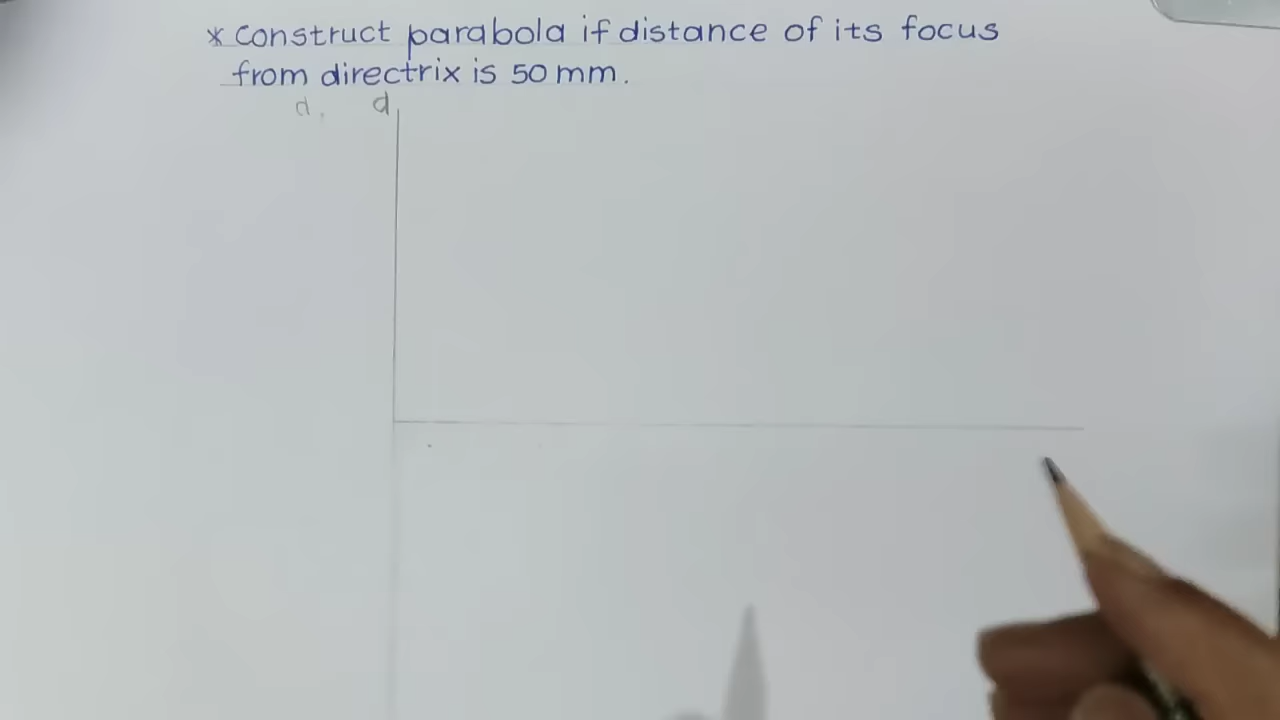 * construct parabola if distance of its focus
from directrix is 50 mm.
d. d